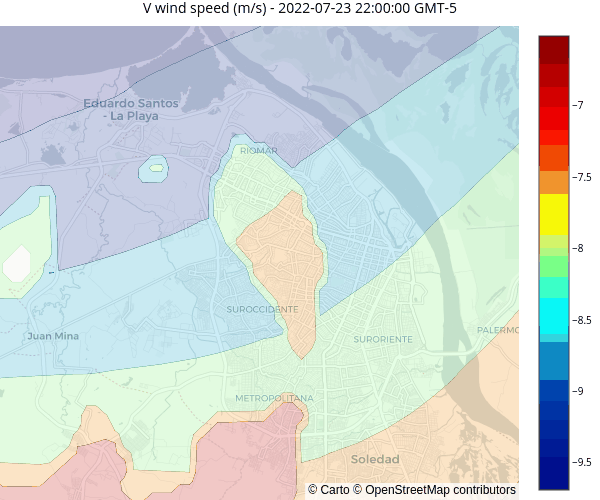 V wind speed (m/s) - 2022-07-23 22:00:00 GMT-5
Eduardo Santos
- La Playa
RIOMAR
SUROCCIDENTE
Juan Mina
SURORIENTE
PALERMO
METROPOLITANA
Soledad
© Carto © OpenStreetMap contributors
−7
−7.5
−8
−8.5
−9
−9.5